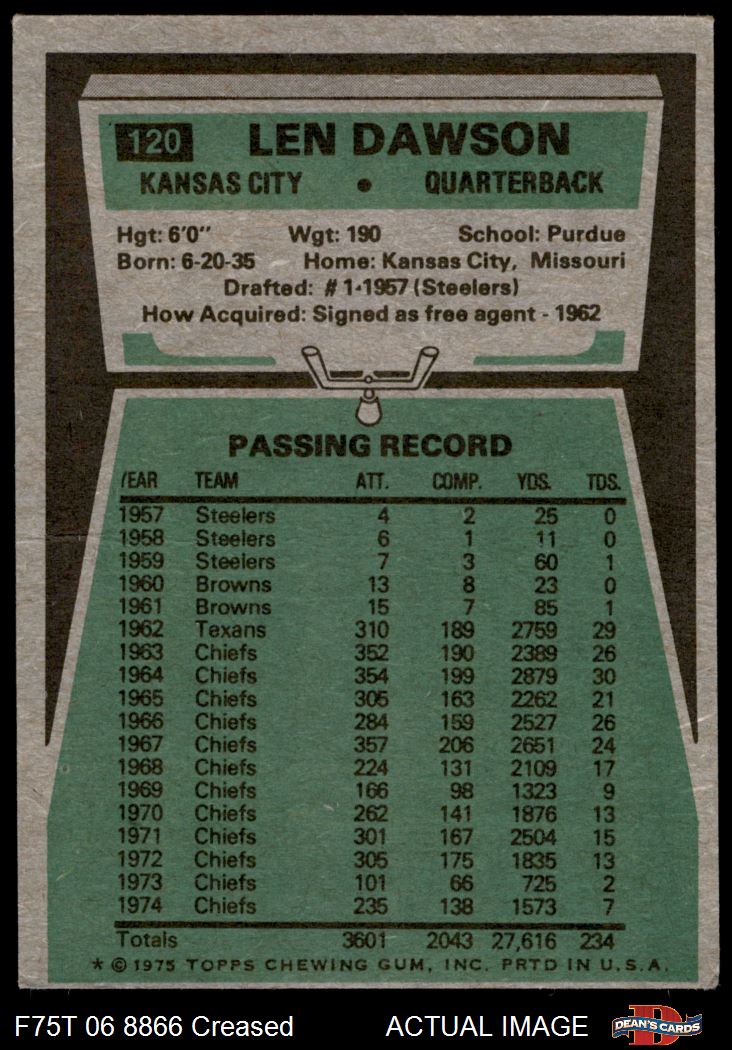 120 LEN DAWSON
KANSAS CITY • QUARTERBACK
Hgt: 6'0" Wgt: 190 School: Purdue
Born: 6-20-35 Home: Kansas City, Missouri
Drafted: #1-1957 (Steelers)
How Acquired: Signed as free agent - 1962
PASSING RECORD
YEAR TEAM ATT. COMP. YDS. TDS.
1957 Steelers 4 2 25 0
1958 Steelers 6 1 11 0
1959 Steelers 7 3 60 1
1960 Browns 13 8 23 0
1961 Browns 15 7 85 1
1962 Texans 310 189 2759 29
1963 Chiefs 352 190 2389 26
1964 Chiefs 354 199 2879 30
1965 Chiefs 305 163 2262 21
1966 Chiefs 284 159 2527 26
1967 Chiefs 357 206 2651 24
1968 Chiefs 224 131 2109 17
1969 Chiefs 166 98 1323 9
1970 Chiefs 262 141 1876 13
1971 Chiefs 301 167 2504 15
1972 Chiefs 305 175 1835 13
1973 Chiefs 101 66 725 2
1974 Chiefs 235 138 1573 7
Totals 3601 2043 27,616 234
* © 1975 TOPPS CHEWING GUM, INC. PRTD IN U.S.A.
F75T 06 8866 Creased ACTUAL IMAGE D DEAN'S CARDS